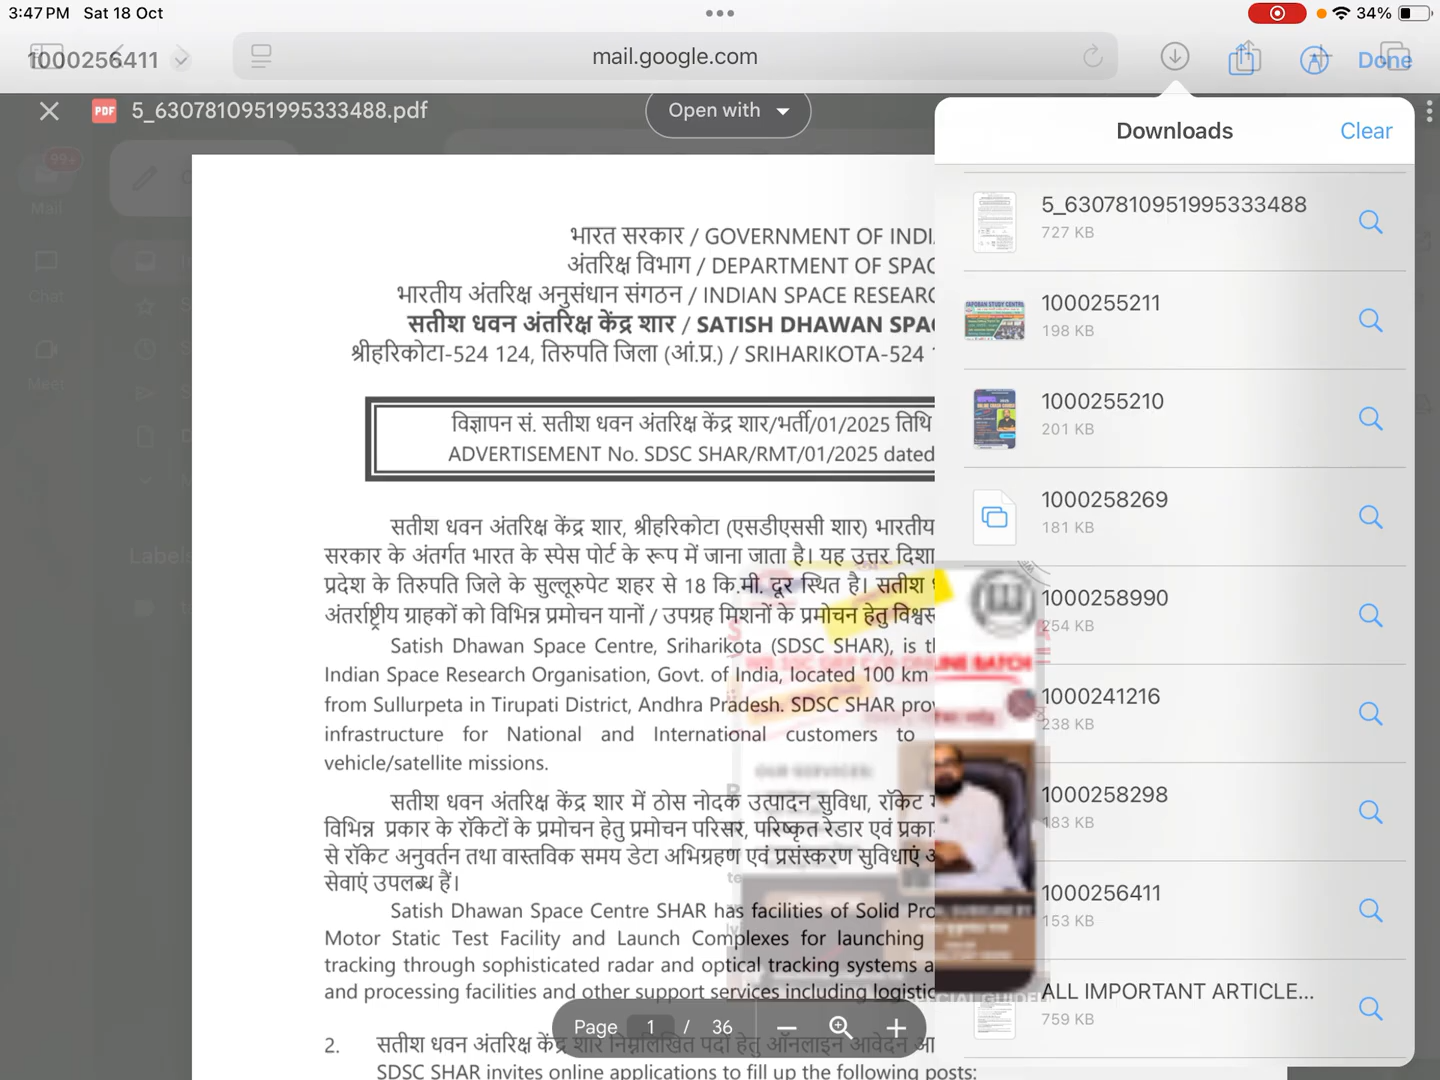 3:47 PM Sat 18 Oct
34%
1000256411
mail.google.com
Done
5_6307810951995333488.pdf
Open with
99+
Mail
Chat
Meet
Labels
भारत सरकार / GOVERNMENT OF INDI
अंतरिक्ष विभाग / DEPARTMENT OF SPAC
भारतीय अंतरिक्ष अनुसंधान संगठन / INDIAN SPACE RESEARC
सतीश धवन अंतरिक्ष केंद्र शार / SATISH DHAWAN SPA
श्रीहरिकोटा-524 124, तिरुपति जिला (आं.प्र.) / SRIHARIKOTA-524
विज्ञापन सं. सतीश धवन अंतरिक्ष केंद्र शार/भर्ती/01/2025 तिथि
ADVERTISEMENT No. SDSC SHAR/RMT/01/2025 dated
सतीश धवन अंतरिक्ष केंद्र शार, श्रीहरिकोटा (एसडीएससी शार) भारतीय
सरकार के अंतर्गत भारत के स्पेस पोर्ट के रूप में जाना जाता है। यह उत्तर दिशा
प्रदेश के तिरुपति जिले के सुल्लूरुपेट शहर से 18 कि.मी. दूर स्थित है। सतीश
अंतर्राष्ट्रीय ग्राहकों को विभिन्न प्रमोचन यानों / उपग्रह मिशनों के प्रमोचन हेतु विश्व
Satish Dhawan Space Centre, Sriharikota (SDSC SHAR), is t
Indian Space Research Organisation, Govt. of India, located 100 km
from Sullurpeta in Tirupati District, Andhra Pradesh. SDSC SHAR pro
infrastructure for National and International customers to
vehicle/satellite missions.
सतीश धवन अंतरिक्ष केंद्र शार में ठोस नोदक उत्पादन सुविधा, रॉकेट
विभिन्न प्रकार के रॉकेटों के प्रमोचन हेतु प्रमोचन परिसर, परिष्कृत रेडार एवं प्रका
से रॉकेट अनुवर्तन तथा वास्तविक समय डेटा अभिग्रहण एवं प्रसंस्करण सुविधाएं
सेवाएं उपलब्ध हैं।
Satish Dhawan Space Centre SHAR has facilities of Solid Pro
Motor Static Test Facility and Launch Complexes for launching
tracking through sophisticated radar and optical tracking systems a
and processing facilities and other support services including logistic
2. सतीश धवन अंतरिक्ष केंद्र शार निम्नलिखित पदों हेतु ऑनलाइन आवेदन आ
SDSC SHAR invites online applications to fill up the following posts:
Page 1 / 36
OUR SERVICES:
Downloads
Clear
5_6307810951995333488
727 KB
1000255211
198 KB
1000255210
201 KB
1000258269
181 KB
1000258990
254 KB
1000241216
238 KB
1000258298
183 KB
1000256411
153 KB
ALL IMPORTANT ARTICLE...
759 KB